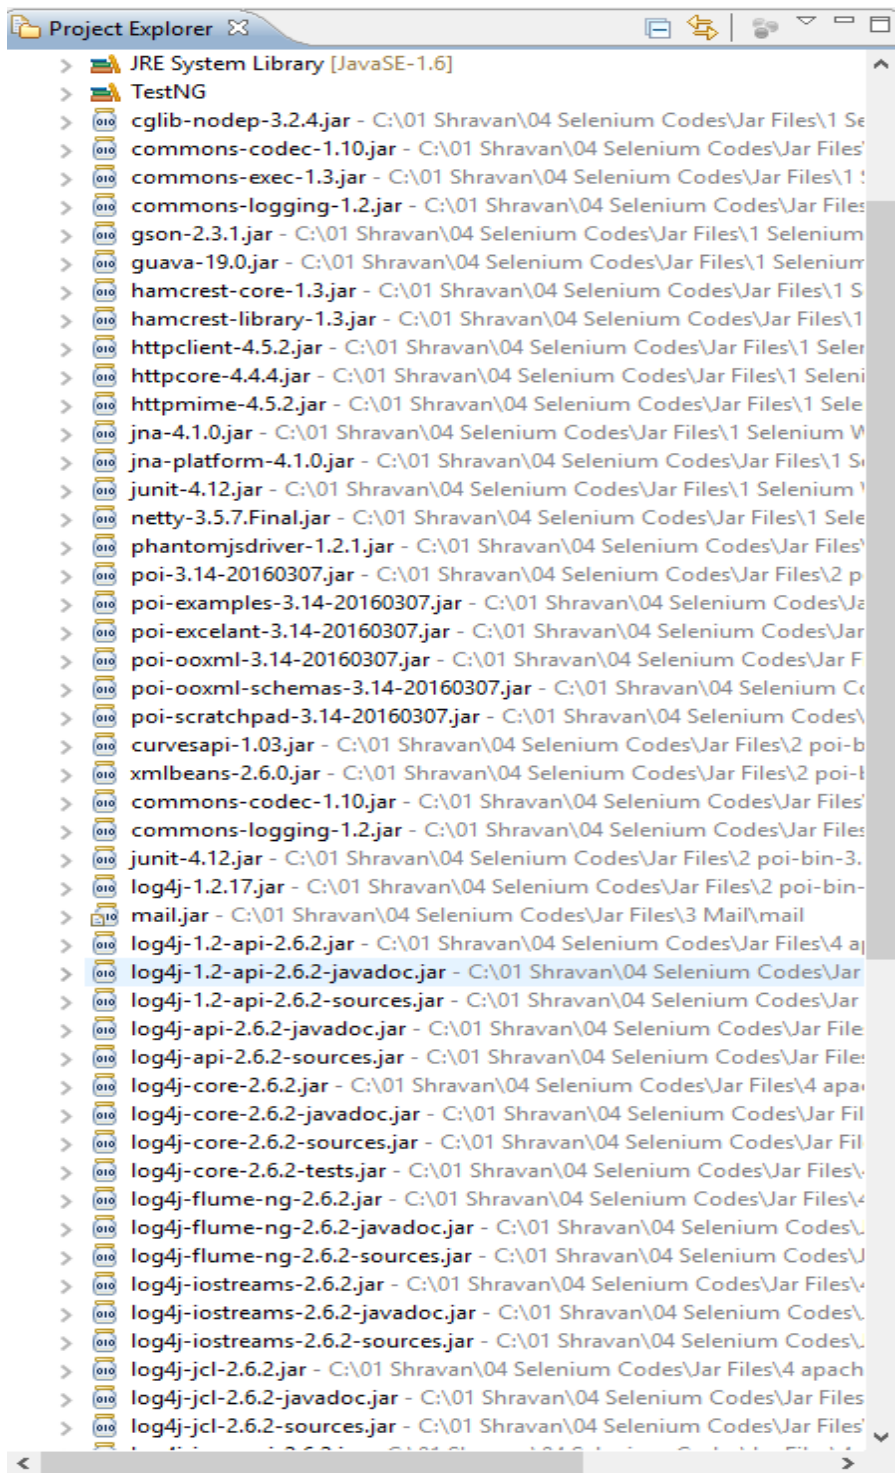 Project Explorer
JRE System Library [JavaSE-1.6]
TestNG
cglib-nodep-3.2.4.jar - C:\01 Shravan\04 Selenium Codes\Jar Files\1 Se
commons-codec-1.10.jar - C:\01 Shravan\04 Selenium Codes\Jar Files
commons-exec-1.3.jar - C:\01 Shravan\04 Selenium Codes\Jar Files\1
commons-logging-1.2.jar - C:\01 Shravan\04 Selenium Codes\Jar Files
gson-2.3.1.jar - C:\01 Shravan\04 Selenium Codes\Jar Files\1 Selenium
guava-19.0.jar - C:\01 Shravan\04 Selenium Codes\Jar Files\1 Selenium
hamcrest-core-1.3.jar - C:\01 Shravan\04 Selenium Codes\Jar Files\1 S
hamcrest-library-1.3.jar - C:\01 Shravan\04 Selenium Codes\Jar Files\1
httpclient-4.5.2.jar - C:\01 Shravan\04 Selenium Codes\Jar Files\1 Seler
httpcore-4.4.4.jar - C:\01 Shravan\04 Selenium Codes\Jar Files\1 Seleni
httpmime-4.5.2.jar - C:\01 Shravan\04 Selenium Codes\Jar Files\1 Sele
jna-4.1.0.jar - C:\01 Shravan\04 Selenium Codes\Jar Files\1 Selenium W
jna-platform-4.1.0.jar - C:\01 Shravan\04 Selenium Codes\Jar Files\1 S
junit-4.12.jar - C:\01 Shravan\04 Selenium Codes\Jar Files\1 Selenium
netty-3.5.7.Final.jar - C:\01 Shravan\04 Selenium Codes\Jar Files\1 Sele
phantomjsdriver-1.2.1.jar - C:\01 Shravan\04 Selenium Codes\Jar Files
poi-3.14-20160307.jar - C:\01 Shravan\04 Selenium Codes\Jar Files\2 p
poi-examples-3.14-20160307.jar - C:\01 Shravan\04 Selenium Codes\Ja
poi-excelant-3.14-20160307.jar - C:\01 Shravan\04 Selenium Codes\Jar
poi-ooxml-3.14-20160307.jar - C:\01 Shravan\04 Selenium Codes\Jar F
poi-ooxml-schemas-3.14-20160307.jar - C:\01 Shravan\04 Selenium Co
poi-scratchpad-3.14-20160307.jar - C:\01 Shravan\04 Selenium Codes\
curvesapi-1.03.jar - C:\01 Shravan\04 Selenium Codes\Jar Files\2 poi-b
xmlbeans-2.6.0.jar - C:\01 Shravan\04 Selenium Codes\Jar Files\2 poi-b
commons-codec-1.10.jar - C:\01 Shravan\04 Selenium Codes\Jar Files
commons-logging-1.2.jar - C:\01 Shravan\04 Selenium Codes\Jar Files
junit-4.12.jar - C:\01 Shravan\04 Selenium Codes\Jar Files\2 poi-bin-3.
log4j-1.2.17.jar - C:\01 Shravan\04 Selenium Codes\Jar Files\2 poi-bin-
mail.jar - C:\01 Shravan\04 Selenium Codes\Jar Files\3 Mail\mail
log4j-1.2-api-2.6.2.jar - C:\01 Shravan\04 Selenium Codes\Jar Files\4 a
log4j-1.2-api-2.6.2-javadoc.jar - C:\01 Shravan\04 Selenium Codes\Jar
log4j-1.2-api-2.6.2-sources.jar - C:\01 Shravan\04 Selenium Codes\Jar
log4j-api-2.6.2-javadoc.jar - C:\01 Shravan\04 Selenium Codes\Jar File
log4j-api-2.6.2-sources.jar - C:\01 Shravan\04 Selenium Codes\Jar Files
log4j-core-2.6.2.jar - C:\01 Shravan\04 Selenium Codes\Jar Files\4 apa
log4j-core-2.6.2-javadoc.jar - C:\01 Shravan\04 Selenium Codes\Jar Fil
log4j-core-2.6.2-sources.jar - C:\01 Shravan\04 Selenium Codes\Jar Fil
log4j-core-2.6.2-tests.jar - C:\01 Shravan\04 Selenium Codes\Jar Files\
log4j-flume-ng-2.6.2.jar - C:\01 Shravan\04 Selenium Codes\Jar Files\4
log4j-flume-ng-2.6.2-javadoc.jar - C:\01 Shravan\04 Selenium Codes\
log4j-flume-ng-2.6.2-sources.jar - C:\01 Shravan\04 Selenium Codes\J
log4j-iostreams-2.6.2.jar - C:\01 Shravan\04 Selenium Codes\Jar Files\
log4j-iostreams-2.6.2-javadoc.jar - C:\01 Shravan\04 Selenium Codes\
log4j-iostreams-2.6.2-sources.jar - C:\01 Shravan\04 Selenium Codes\
log4j-jcl-2.6.2.jar - C:\01 Shravan\04 Selenium Codes\Jar Files\4 apach
log4j-jcl-2.6.2-javadoc.jar - C:\01 Shravan\04 Selenium Codes\Jar Files
log4j-jcl-2.6.2-sources.jar - C:\01 Shravan\04 Selenium Codes\Jar Files